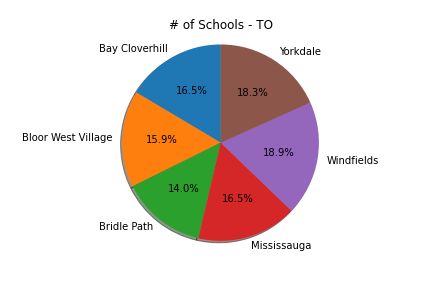 # of Schools - TO
Bay Cloverhill
Yorkdale
16.5%
18.3%
Bloor West Village
15.9%
18.9%
Windfields
14.0%
16.5%
Bridle Path
Mississauga